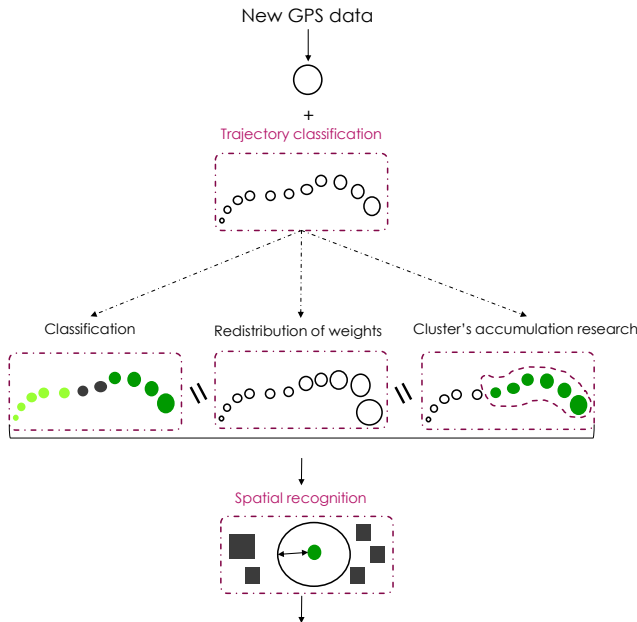 New GPS data
+
Trajectory classification
Classification
Redistribution of weights
Cluster's accumulation research
Spatial recognition